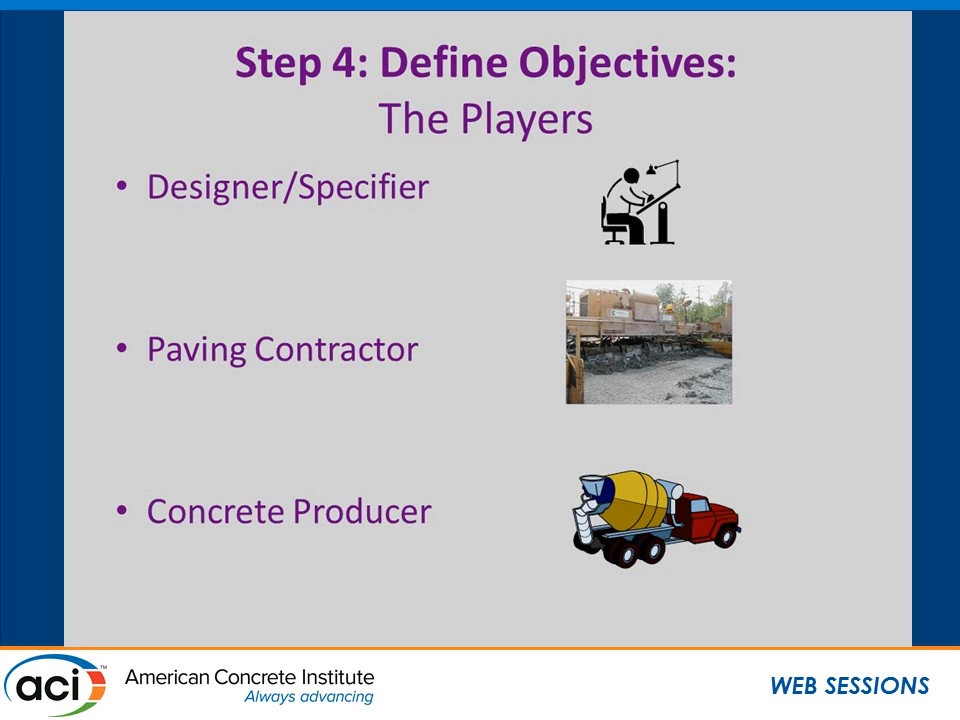 Step 4: Define Objectives:
The Players
• Designer/Specifier
• Paving Contractor
• Concrete Producer
aci™
American Concrete Institute
Always advancing
WEB SESSIONS